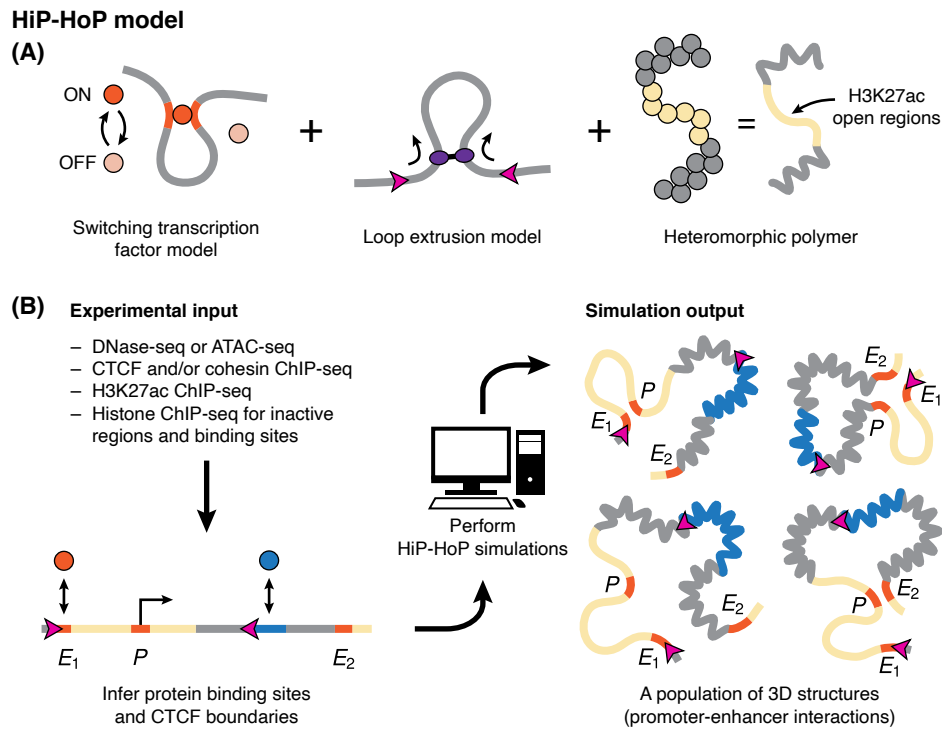 HiP-HoP model
(A)
ON
OFF
+
+
=
H3K27ac
open regions
Switching transcription
factor model
Loop extrusion model
Heteromorphic polymer
(B)
Experimental input
– DNase-seq or ATAC-seq
– CTCF and/or cohesin ChIP-seq
– H3K27ac ChIP-seq
– Histone ChIP-seq for inactive
regions and binding sites
E1
P
E2
Infer protein binding sites
and CTCF boundaries
Perform
HiP-HoP simulations
Simulation output
P
E1
E2
E2
E1
P
P
E2
E1
P
E2
E1
A population of 3D structures
(promoter-enhancer interactions)